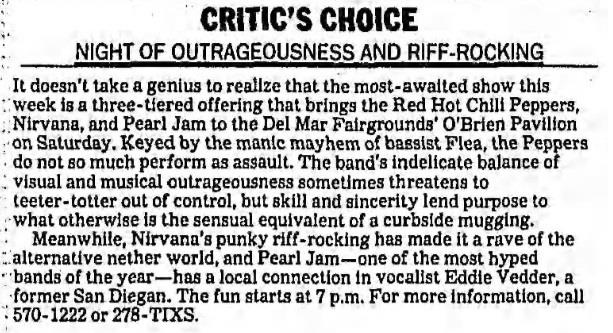 CRITIC'S CHOICE
NIGHT OF OUTRAGEOUSNESS AND RIFF-ROCKING
It doesn't take a genius to realize that the most-awaited show this
week is a three-tiered offering that brings the Red Hot Chili Peppers,
Nirvana, and Pearl Jam to the Del Mar Fairgrounds' O'Brien Pavilion
on Saturday. Keyed by the manic mayhem of bassist Flea, the Peppers
do not so much perform as assault. The band's indelicate balance of
visual and musical outrageousness sometimes threatens to
teeter-totter out of control, but skill and sincerity lend purpose to
what otherwise is the sensual equivalent of a curbside mugging.
Meanwhile, Nirvana's punky riff-rocking has made it a rave of the
alternative nether world, and Pearl Jam—one of the most hyped
bands of the year—has a local connection in vocalist Eddie Vedder, a
former San Diegan. The fun starts at 7 p.m. For more information, call
570-1222 or 278-TIXS.